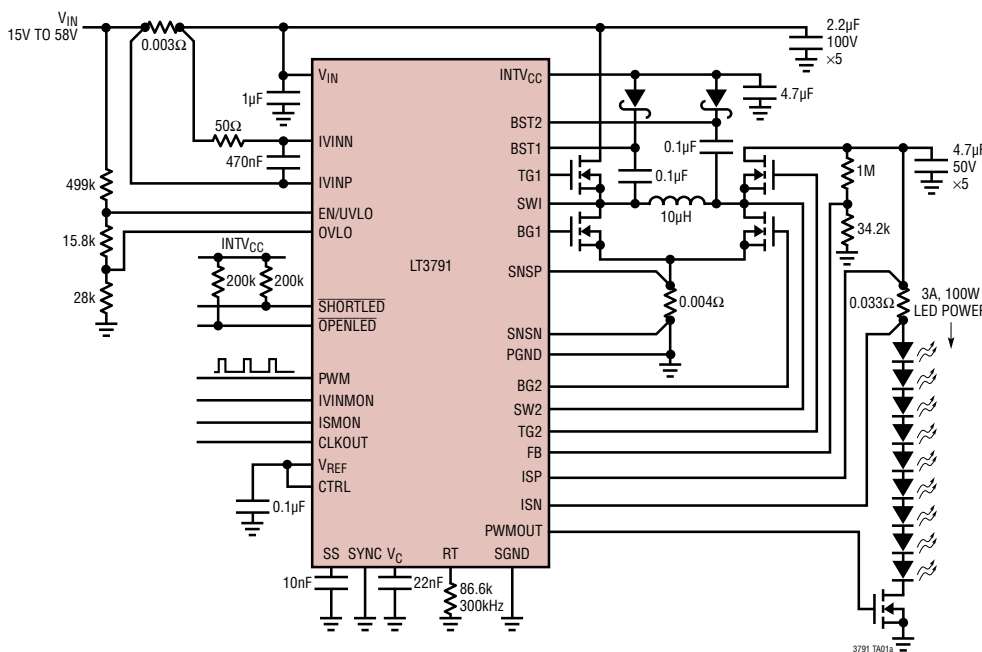 VIN
15V TO 58V
0.003Ω
2.2µF
100V
×5
1µF
VIN
INTVCC
4.7µF
50Ω
470nF
IVINN
IVINP
BST2
BST1
0.1µF
0.1µF
TG1
SWI
10µH
BG1
4.7µF
50V
×5
1M
34.2k
499k
EN/UVLO
15.8k
OVLO
28k
INTVCC
200k
200k
LT3791
SHORTLED
OPENLED
SNSP
0.004Ω
SNSN
PGND
0.033Ω
3A, 100W
LED POWER
PWM
IVINMON
ISMON
CLKOUT
VREF
CTRL
0.1µF
BG2
SW2
TG2
FB
ISP
ISN
PWMOUT
SS
SYNC
VC
RT
SGND
10nF
22nF
86.6k
300kHz
3791 TA01a